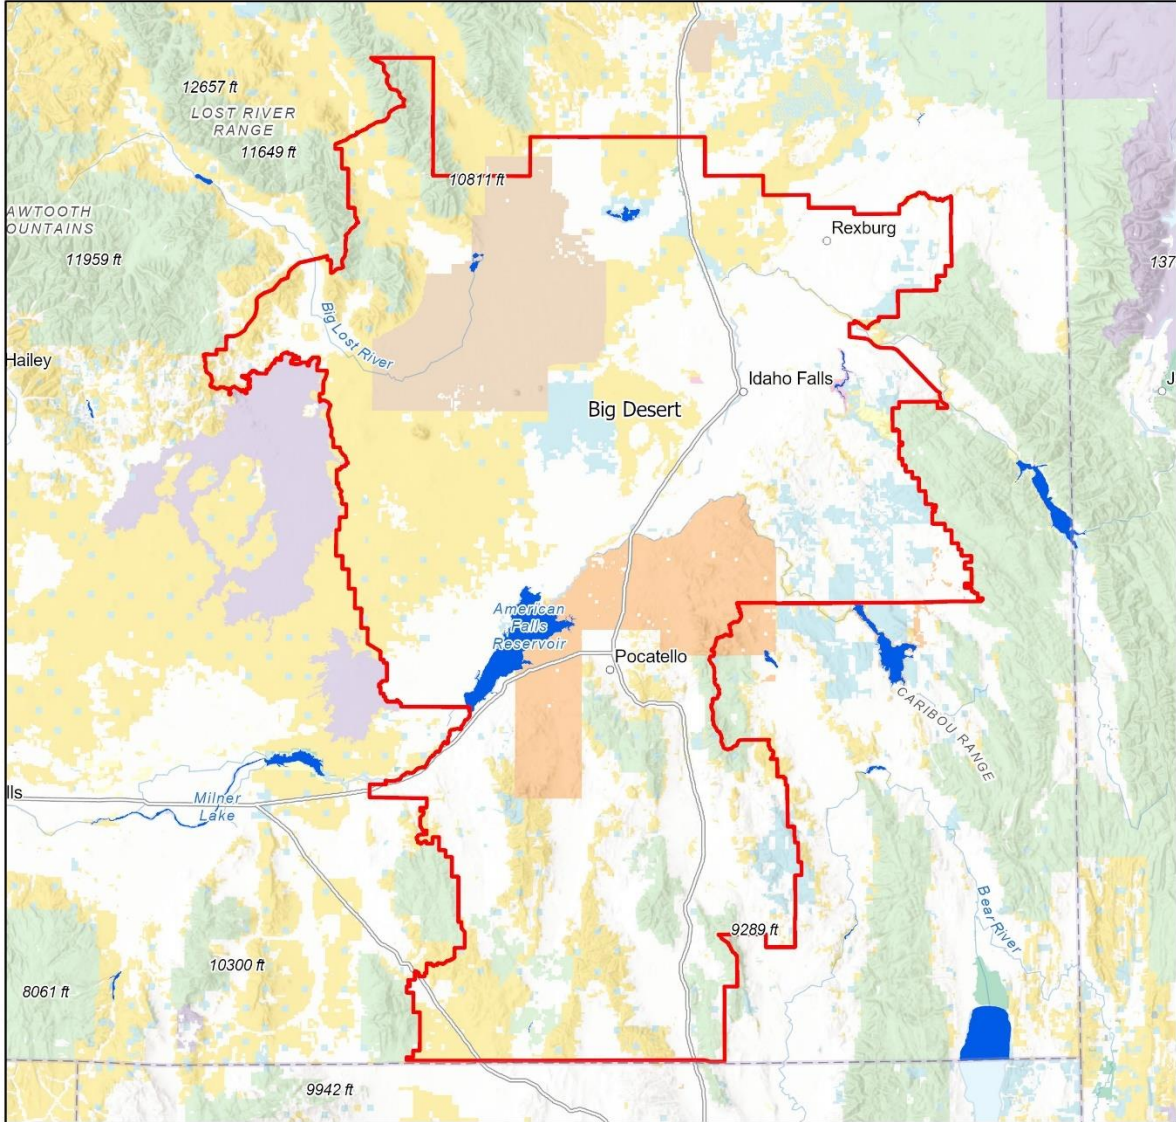 12657 ft
LOST RIVER
RANGE
11649 ft
10811 ft
AWTOOTH
OUNTAINS
11959 ft
Rexburg
137
Big Lost River
Hailey
Idaho Falls
J
Big Desert
American
Falls
Reservoir
Pocatello
CARIBOU RANGE
lls
Milner
Lake
Bear River
9289 ft
10300 ft
8061 ft
9942 ft